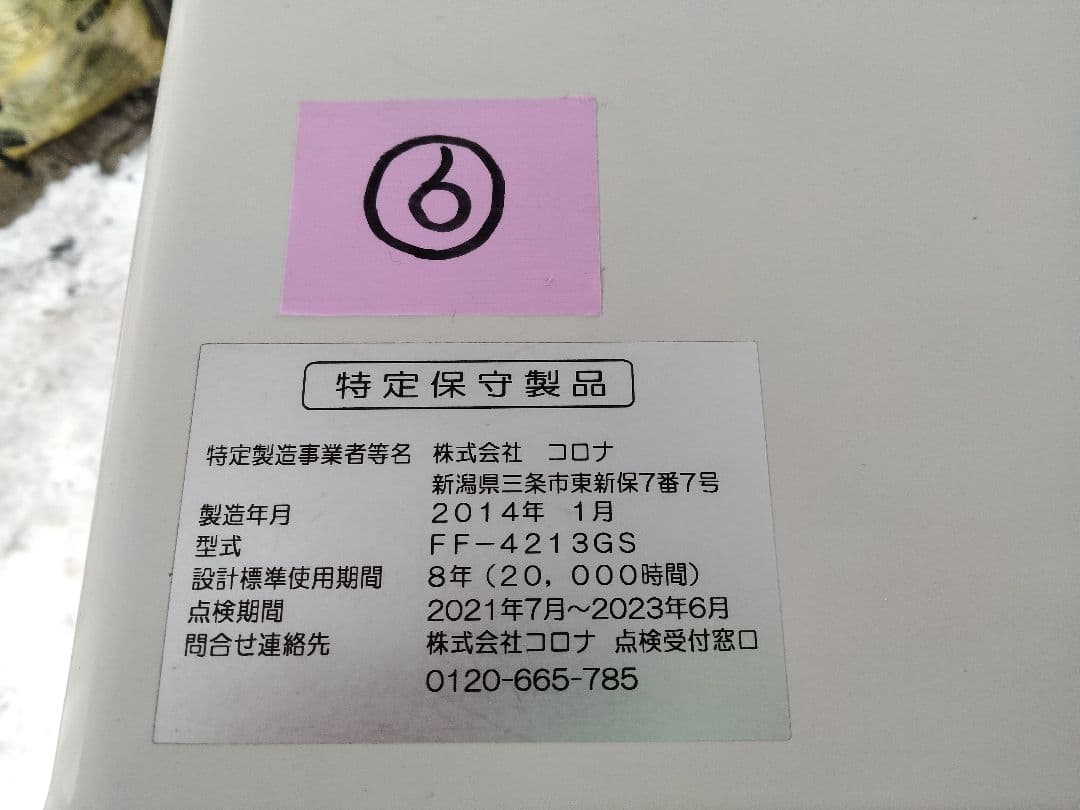 ⑥
特定保守製品
特定製造事業者等名 株式会社 コロナ
新潟県三条市東新保7番7号
製造年月 2014年 1月
型式 FF-4213GS
設計標準使用期間 8年(20,000時間)
点検期間 2021年7月~2023年6月
問合せ連絡先 株式会社コロナ 点検受付窓口
0120-665-785